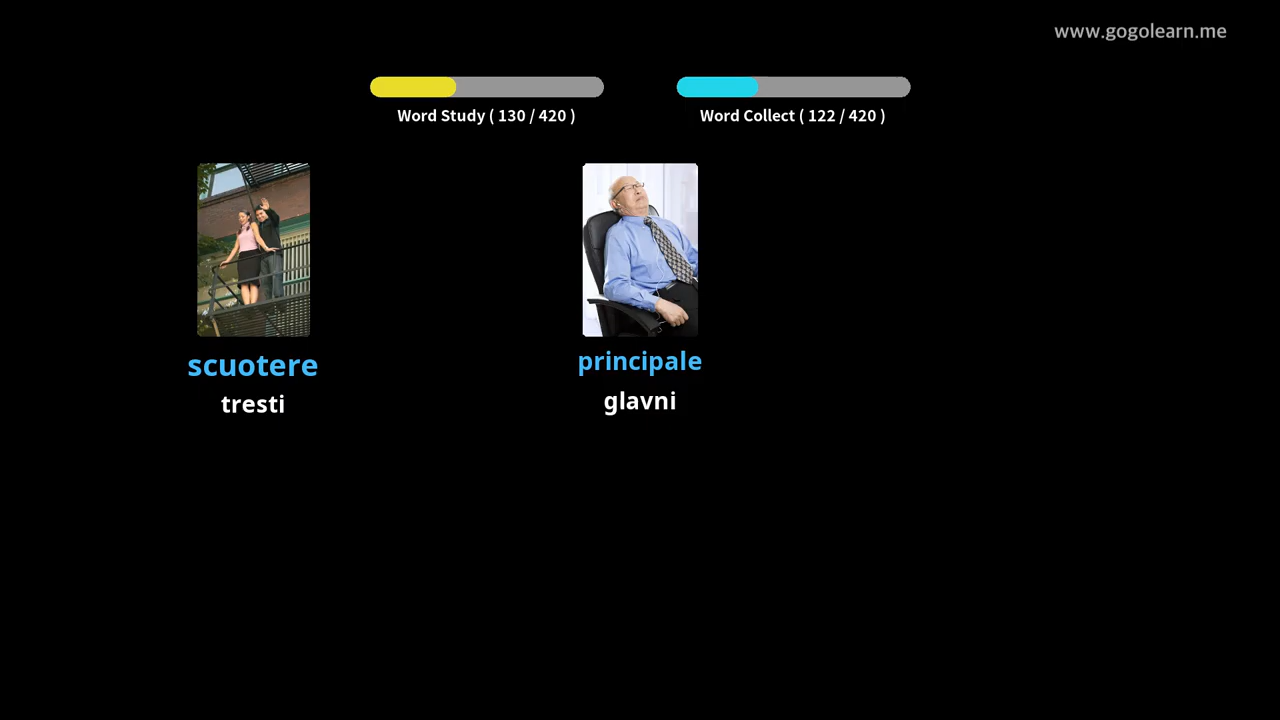 www.gogolearn.me
Word Study ( 130 / 420 )
Word Collect ( 122 / 420 )
scuotere
tresti
principale
glavni